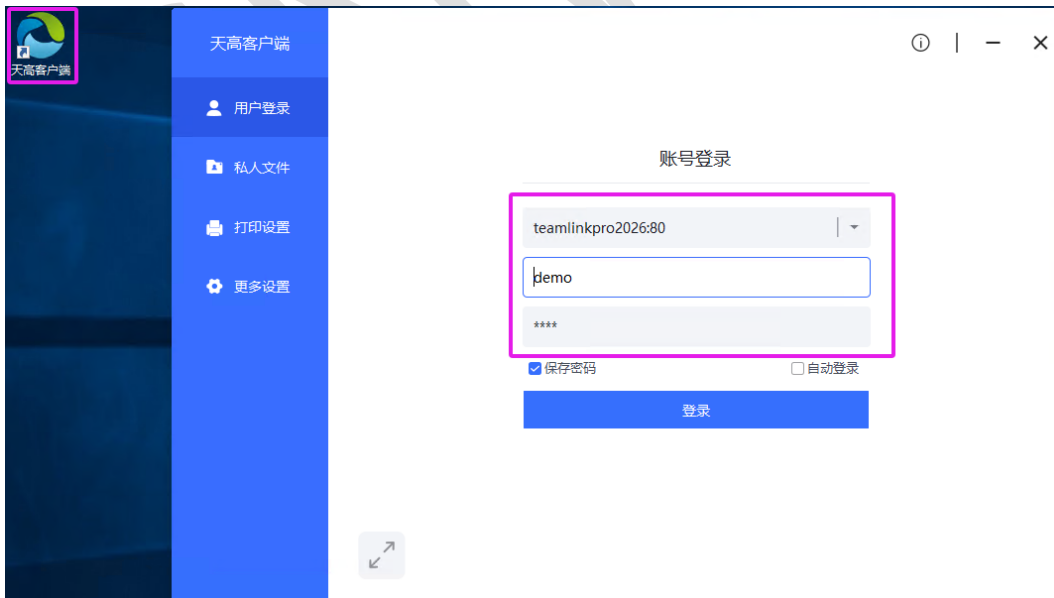 天高客户端
天高客户端
用户登录
私人文件
打印设置
更多设置
账号登录
teamlinkpro2026:80
demo
****
保存密码
自动登录
登录